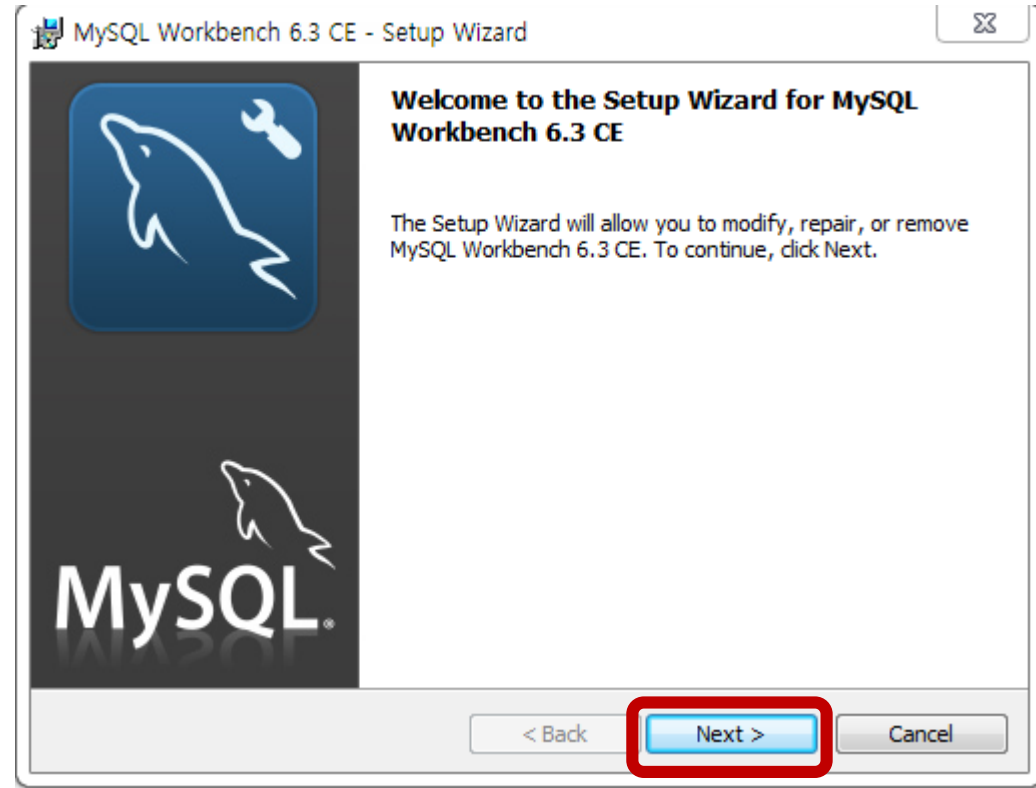 MySQL Workbench 6.3 CE - Setup Wizard
Welcome to the Setup Wizard for MySQL
Workbench 6.3 CE
The Setup Wizard will allow you to modify, repair, or remove
MySQL Workbench 6.3 CE. To continue, click Next.
MySQL®
< Back Next > Cancel